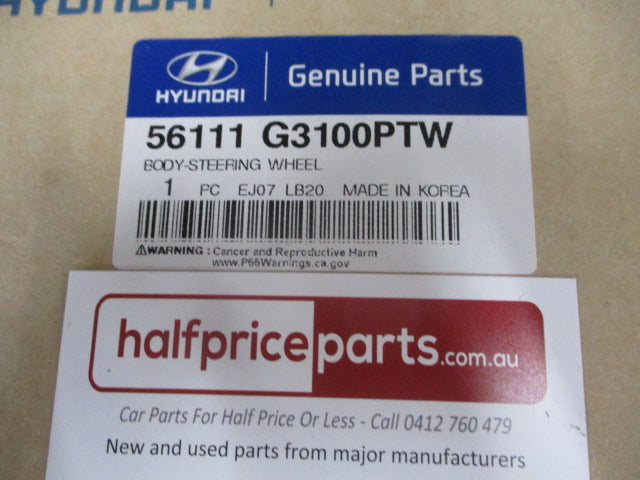 HYUNDAI
HYUNDAI
Genuine Parts
56111 G3100PTW
BODY-STEERING WHEEL
1 PC EJ07 LB20 MADE IN KOREA
⚠WARNING : Cancer and Reproductive Harm
www.P65Warnings.ca.gov
halfpriceparts.com.au
Car Parts For Half Price Or Less - Call 0412 760 479
New and used parts from major manufacturers